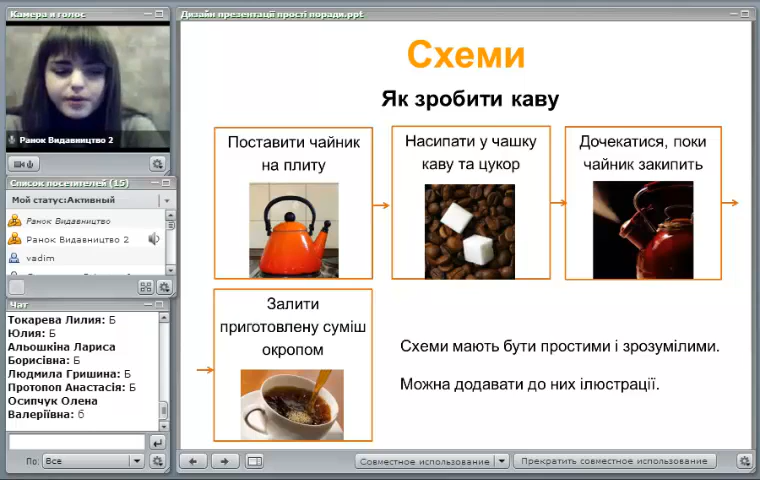 Камера и голос
Ранок Видавництво 2
Список посетителей (15)
Мой статус:Активный
Ранок Видавництво
Ранок Видавництво 2
vadim
Чат
Токарева Лилия: Б
Юлия: Б
Альошкіна Лариса
Борисівна: Б
Людмила Гришина: Б
Протопоп Анастасія: Б
Осипчук Олена
Валеріївна: б
По: Все
Дизайн презентації прості поради.ppt
Схеми
Як зробити каву
Поставити чайник
на плиту
Насипати у чашку
каву та цукор
Дочекатися, поки
чайник закипить
Залити
приготовлену суміш
окропом
Схеми мають бути простими і зрозумілими.
Можна додавати до них ілюстрації.
Совместное использование
Прекратить совместное использование